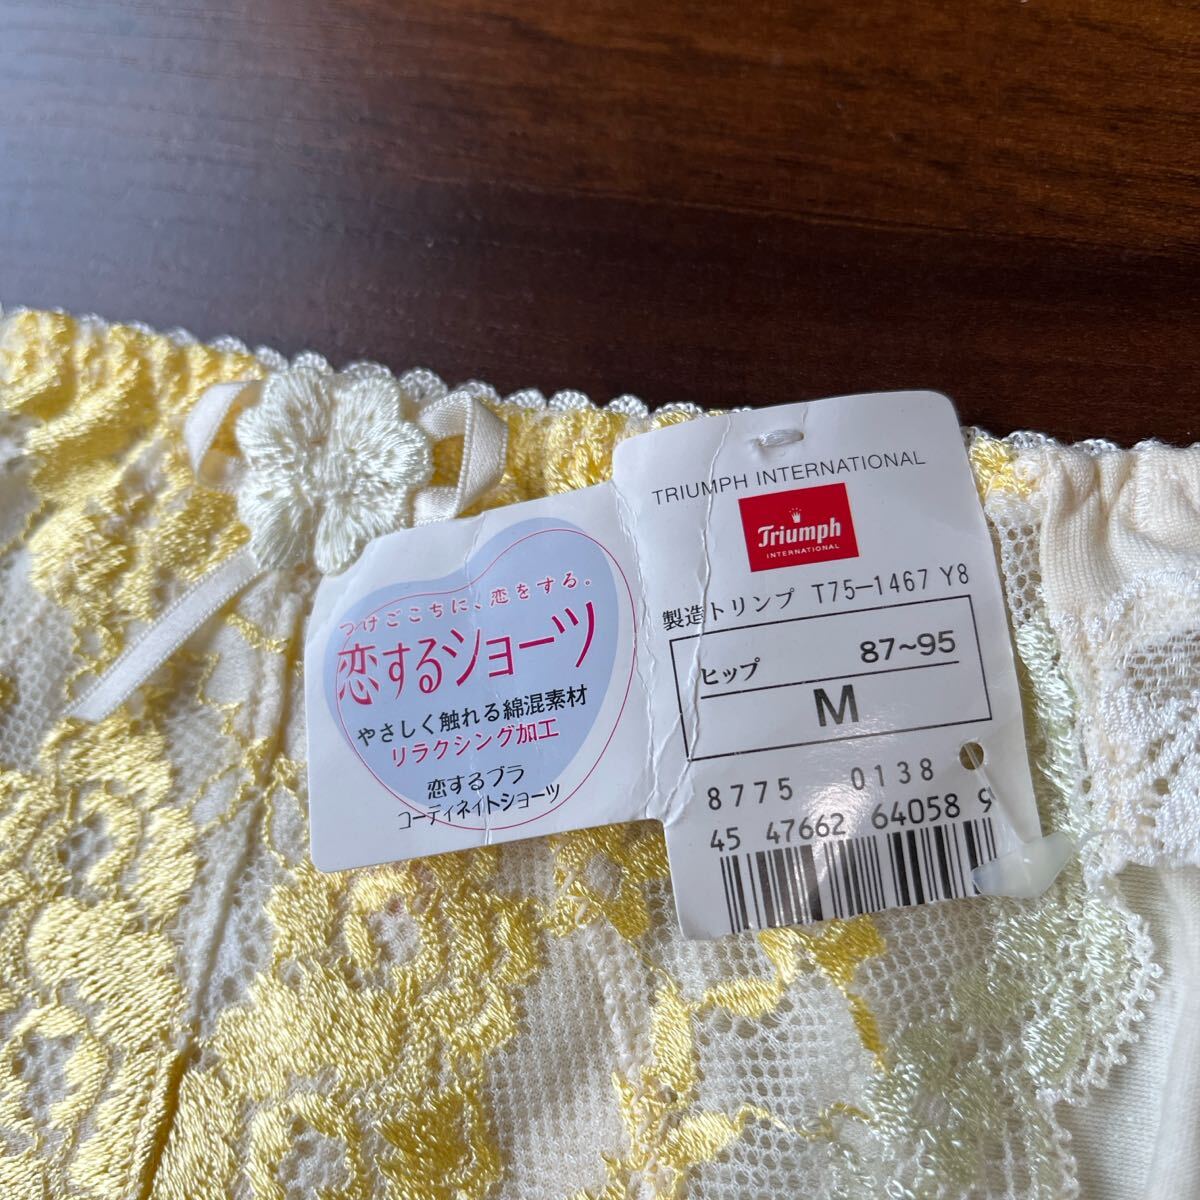 つけごこちに、恋をする。
恋するショーツ
やさしく触れる綿混素材
リラクシング加工
恋するブラ
コーディネイトショーツ
TRIUMPH INTERNATIONAL
Triumph
INTERNATIONAL
製造トリンプ T75-1467 Y8
ヒップ 87~95
M
8775 0138
45 47662 64058 9